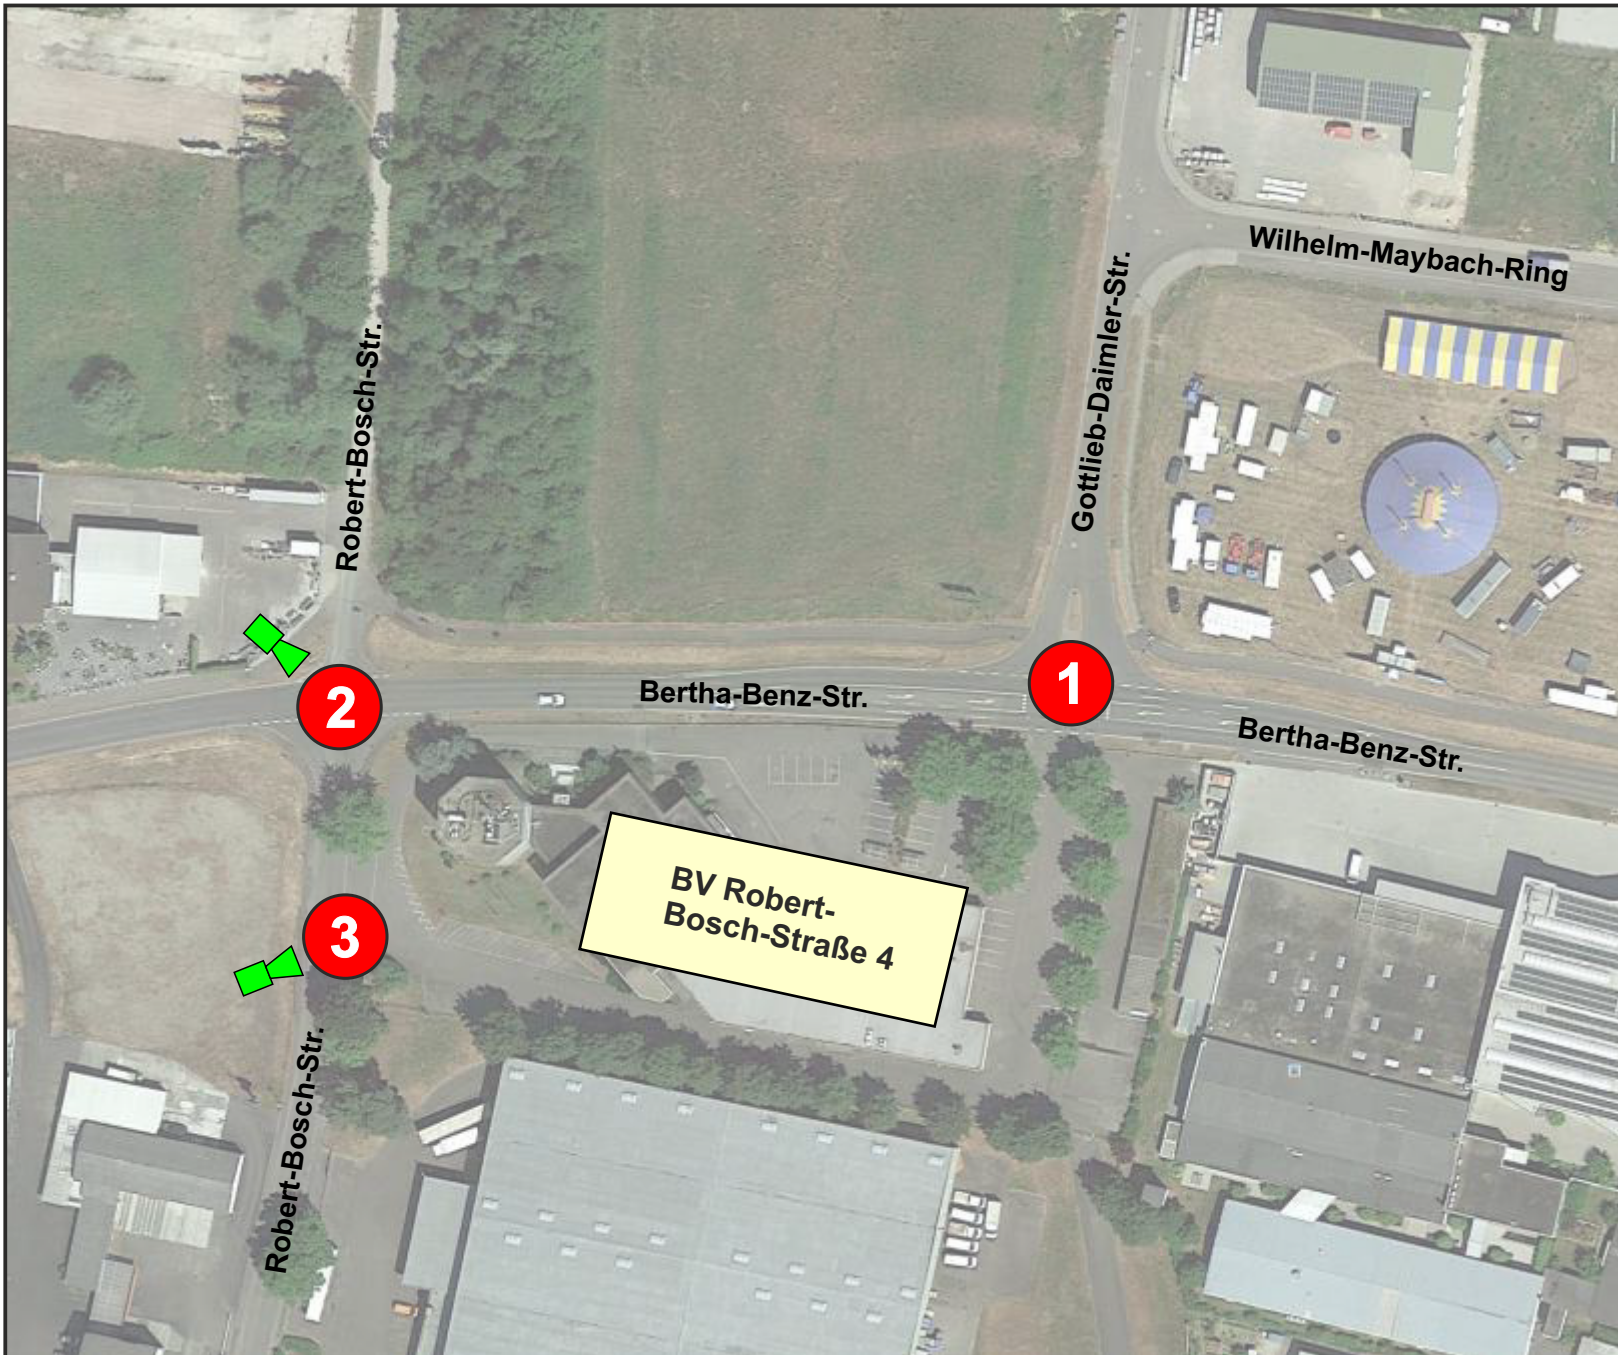 Wilhelm-Maybach-Ring
Gottlieb-Daimler-Str.
Robert-Bosch-Str.
1
2
Bertha-Benz-Str.
Bertha-Benz-Str.
BV Robert-
Bosch-Straße 4
3
Robert-Bosch-Str.